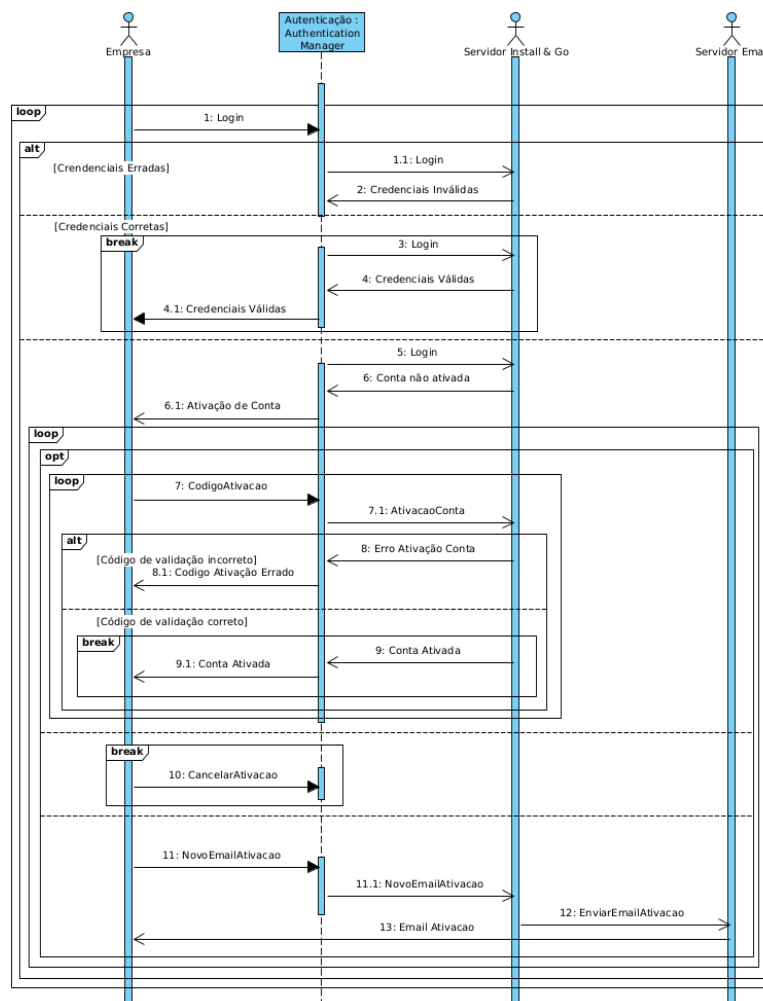 Autenticação :
Authentication
Manager
Empresa
Servidor Install & Go
Servidor Ema
loop
1: Login
alt
[Crendenciais Erradas]
1.1: Login
2: Credenciais Inválidas
[Credenciais Corretas]
break
3: Login
4: Credenciais Válidas
4.1: Credenciais Válidas
5: Login
6: Conta não ativada
6.1: Ativação de Conta
loop
opt
loop
7: CodigoAtivacao
7.1: AtivacaoConta
alt
8: Erro Ativação Conta
[Código de validação incorreto]
8.1: Codigo Ativação Errado
[Código de validação correto]
break
9: Conta Ativada
9.1: Conta Ativada
break
10: CancelarAtivacao
11: NovoEmailAtivacao
11.1: NovoEmailAtivacao
12: EnviarEmailAtivacao
13: Email Ativacao